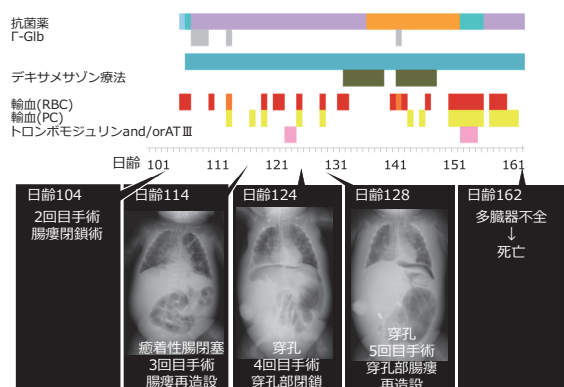 抗菌薬
Γ-Glb
デキサメサゾン療法
輸血(RBC)
輸血(PC)
トロンボモジュリンand/orATⅢ
日齢 101 111 121 131 141 151 161
日齢104
2回目手術
腸瘻閉鎖術
日齢114
癒着性腸閉塞
3回目手術
腸瘻再造設
日齢124
穿孔
4回目手術
穿孔部閉鎖
日齢128
穿孔
5回目手術
穿孔部腸瘻
再造設
日齢162
多臓器不全
↓
死亡